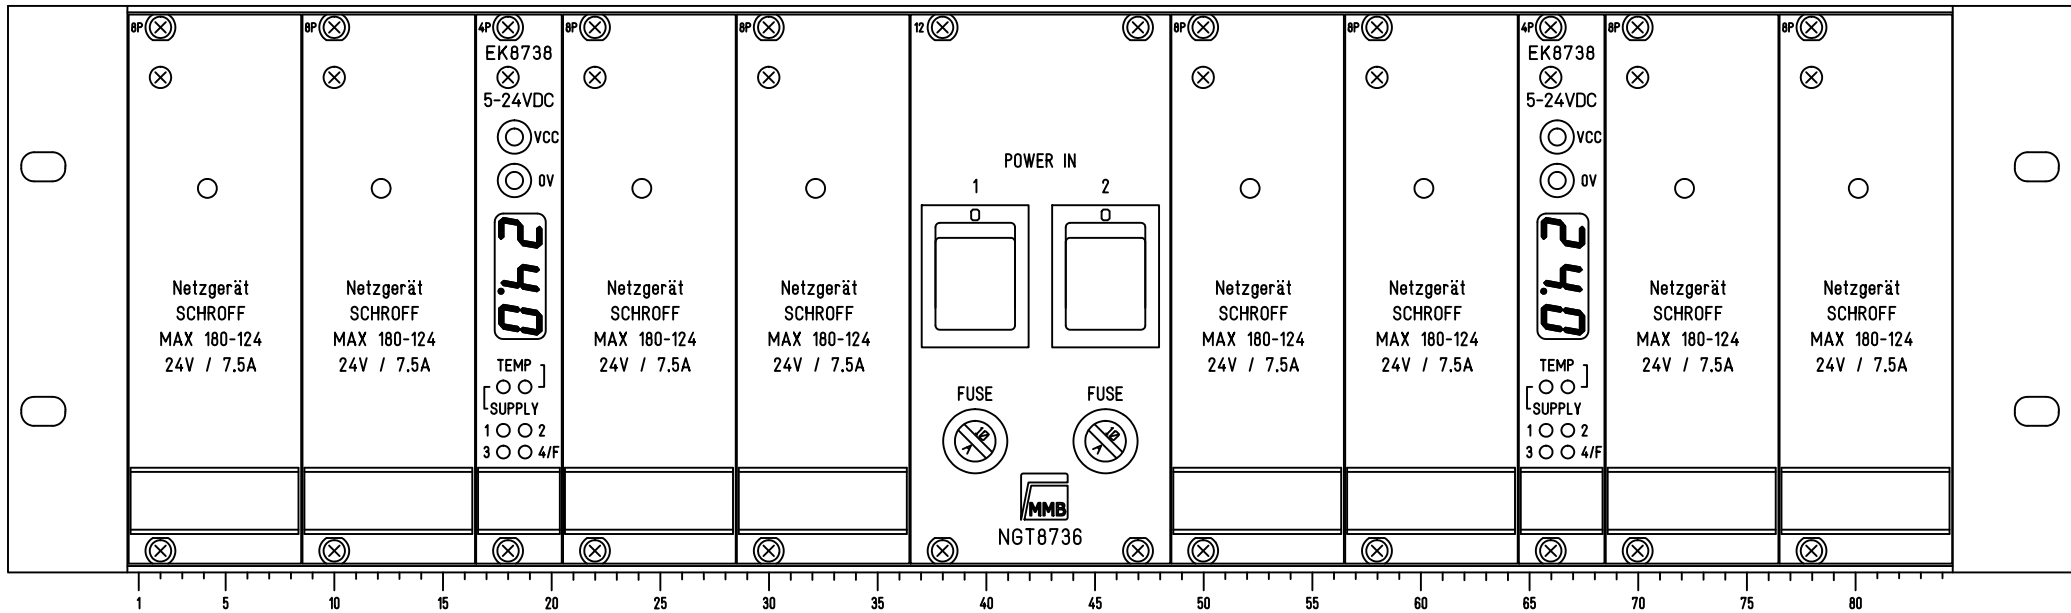 8P
8P
4P
8P
8P
12
8P
8P
4P
8P
8P
EK8738
5-24VDC
VCC
0V
24.0
TEMP
SUPPLY
1 2
3 4/F
Netzgerät
SCHROFF
MAX 180-124
24V / 7.5A
Netzgerät
SCHROFF
MAX 180-124
24V / 7.5A
Netzgerät
SCHROFF
MAX 180-124
24V / 7.5A
Netzgerät
SCHROFF
MAX 180-124
24V / 7.5A
POWER IN
1 2
0 0
FUSE FUSE
10 A
10 A
MMB
NGT8736
Netzgerät
SCHROFF
MAX 180-124
24V / 7.5A
Netzgerät
SCHROFF
MAX 180-124
24V / 7.5A
EK8738
5-24VDC
VCC
0V
24.0
TEMP
SUPPLY
1 2
3 4/F
Netzgerät
SCHROFF
MAX 180-124
24V / 7.5A
Netzgerät
SCHROFF
MAX 180-124
24V / 7.5A
1 5 10 15 20 25 30 35 40 45 50 55 60 65 70 75 80